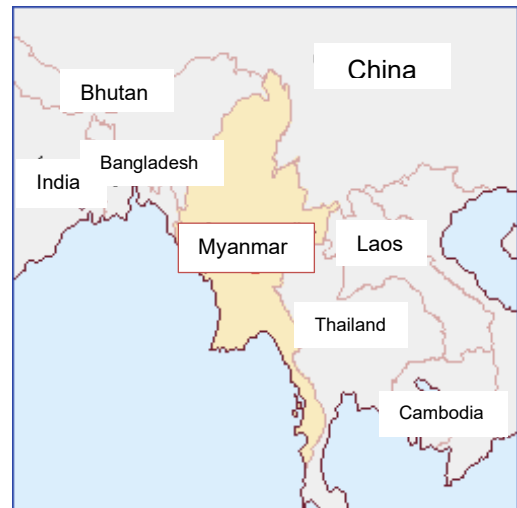 China
Bhutan
Bangladesh
India
Myanmar
Laos
Thailand
Cambodia